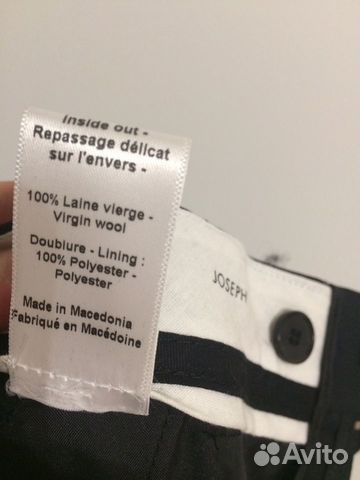 Inside out -
Repassage délicat
sur l'envers -
100% Laine vierge -
Virgin wool
Doublure - Lining :
100% Polyester -
Polyester
Made in Macedonia
Fabriqué en Macédoine
JOSEPH
Avito